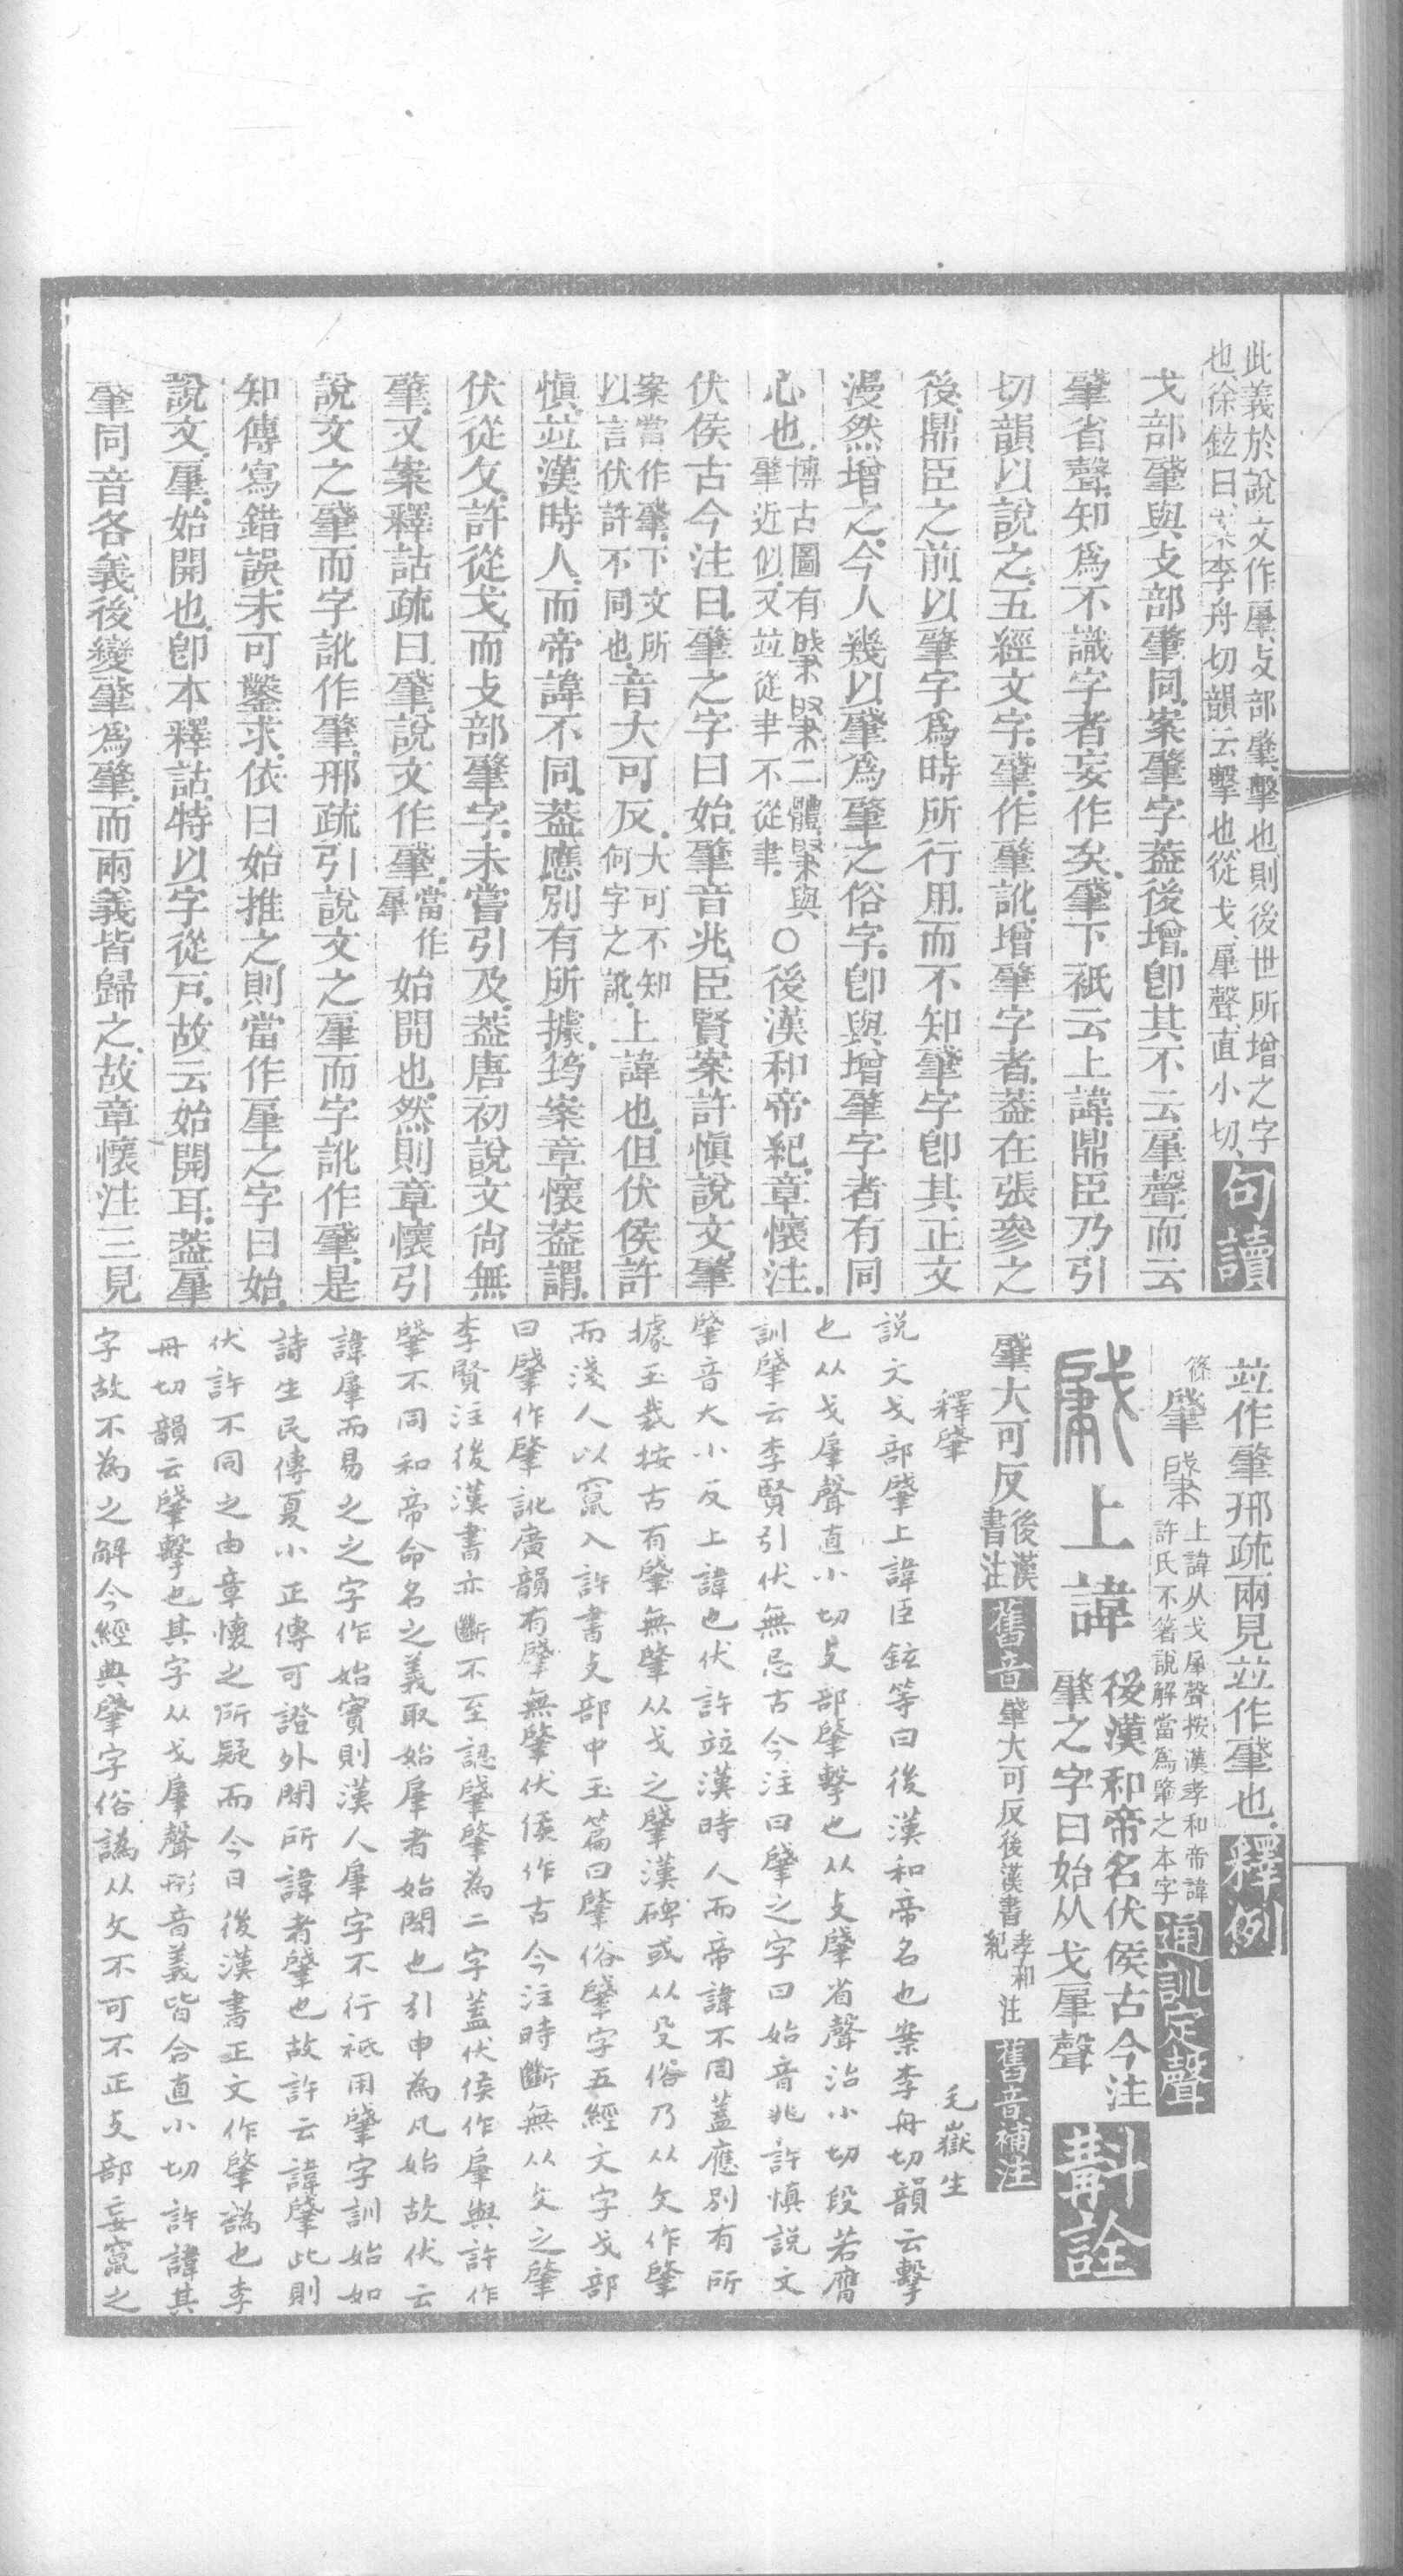 此義於說文作肁攴部肇擊也則後世所增之字
也徐鉉曰案李舟切韻云擊也從戈肁聲直小切 句讀
戈部肈與攴部肇同案肇字葢後增卽其不云肁聲而云
肈省聲知爲不識字者妄作矣肈下衹云上諱鼎臣乃引
切韻以說之五經文字肈作肇訛增肇字者葢在張參之
後鼎臣之前以肇字爲時所行用而不知肈字卽其正文
漫然增之今人幾以肈爲肇之俗字卽與增肇字者有同
心也博古圖有二體與肇近似又竝從聿不從⺻○後漢和帝紀章懷注
伏侯古今注曰肇之字曰始肇音兆臣賢案許愼說文肇
案當作肈下文所以言伏許不同也音大可反大可不知何字之訛上諱也但伏侯許
愼竝漢時人而帝諱不同葢應別有所據筠案章懷葢謂
伏從攵許從戈而攴部肇字未嘗引及葢唐初說文尙無
肇又案釋詁疏曰肇說文作肈當作肁始開也然則章懷引
說文之肈而字訛作肇邢疏引說文之肁而字訛作肈是
知傳寫錯誤未可鑿求依曰始推之則當作肁之字曰始
說文肁始開也卽本釋詁特以字從戶故云始開耳葢肁
肈同音各義後變肈爲肇而兩義皆歸之故章懷注三見
竝作肇邢疏兩見竝作肈也 釋例
篠肈上諱从戈肁聲按漢孝和帝諱許氏不箸說解當爲肇之本字 通訓定聲
上諱 後漢和帝名伏侯古今注肇之字曰始从戈肁聲 斠詮
肈大可反後漢書注 舊音 肇大可反後漢書孝和紀注 舊音補注
釋肈 毛嶽生
說文戈部肈上諱臣鉉等曰後漢和帝名也案李舟切韻云擊
也从戈肁聲直小切攴部肇擊也从攴肈省聲治小切段若膺
訓肈云李賢引伏無忌古今注曰肈之字曰始音兆許慎說文
肈音大小反上諱也伏許竝漢時人而帝諱不同蓋應別有所
據玉裁按古有肈無肇从戈之肈漢碑或从殳俗乃从攵作肇
而淺人以竄入許書攴部中玉篇曰肇俗肈字五經文字戈部
曰肈作肇訛廣韻有肈無肇伏侯作古今注時斷無从攵之肇
李賢注後漢書亦斷不至認肈肇為二字蓋伏侯作肁與許作
肈不同和帝命名之義取始肁者始開也引申為凡始故伏云
諱肁而易之之字作始實則漢人肁字不行衹用肈字訓始如
詩生民傳夏小正傳可證外間所諱者肈也故許云諱肈此則
伏許不同之由章懷之所疑而今日後漢書正文作肇譌也李
舟切韻云肈擊也其字从戈肁聲形音義皆合直小切許諱其
字故不為之解今經典肇字俗譌从攵不可不正攴部妄竄之